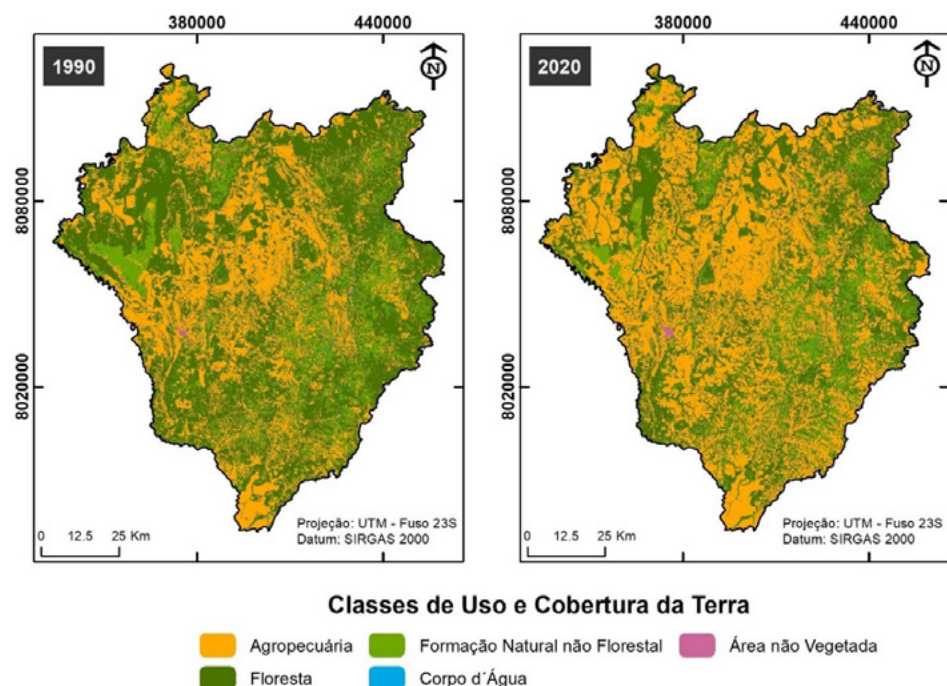 380000 440000
380000 440000
1990
N
2020
N
8080000
8080000
8020000
8020000
Projeção: UTM - Fuso 23S
Datum: SIRGAS 2000
0 12.5 25 Km
Projeção: UTM - Fuso 23S
Datum: SIRGAS 2000
0 12.5 25 Km
Classes de Uso e Cobertura da Terra
Agropecuária
Formação Natural não Florestal
Área não Vegetada
Floresta
Corpo d´Água